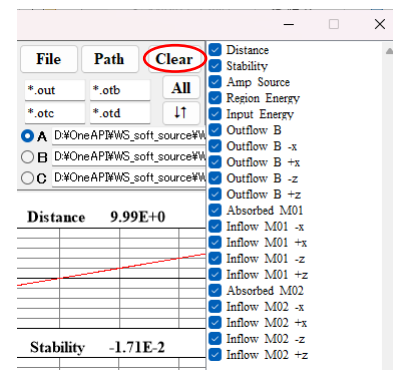 File Path Clear
*.out *.otb All
*.otc *.otd ↓↑
A D:¥OneAPI¥WS_soft_source¥W
B D:¥OneAPI¥WS_soft_source¥W
C D:¥OneAPI¥WS_soft_source¥W
Distance 9.99E+0
Stability -1.71E-2
Distance
Stability
Amp Source
Region Energy
Input Energy
Outflow B
Outflow B -x
Outflow B +x
Outflow B -z
Outflow B +z
Absorbed M01
Inflow M01 -x
Inflow M01 +x
Inflow M01 -z
Inflow M01 +z
Absorbed M02
Inflow M02 -x
Inflow M02 +x
Inflow M02 -z
Inflow M02 +z